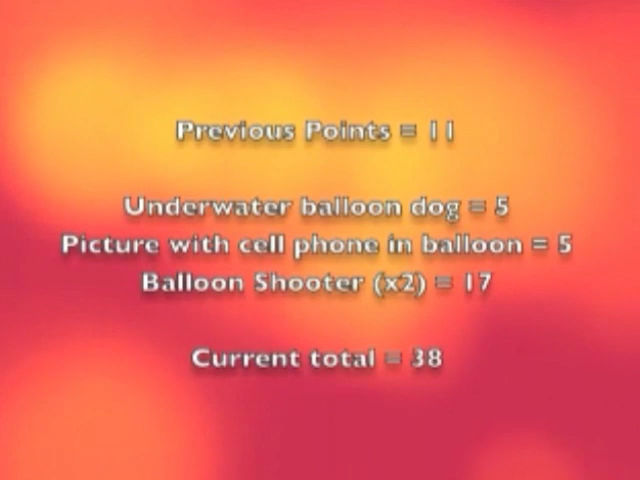 Previous Points = 11
Underwater balloon dog = 5
Picture with cell phone in balloon = 5
Balloon Shooter (x2) = 17
Current total = 38